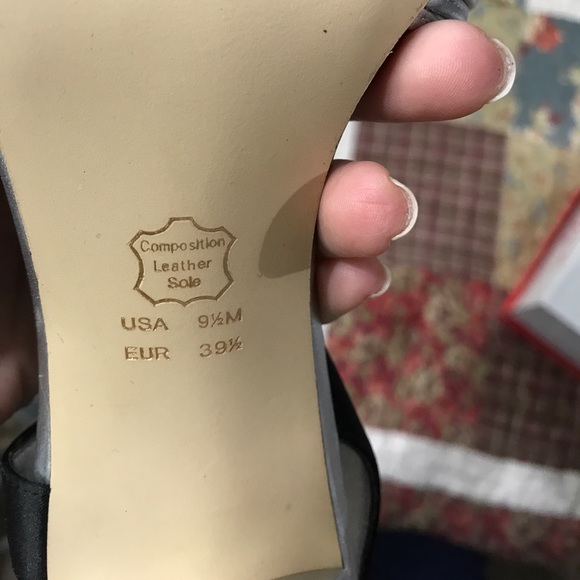 Composition
Leather
Sole
USA 9½M
EUR 39½